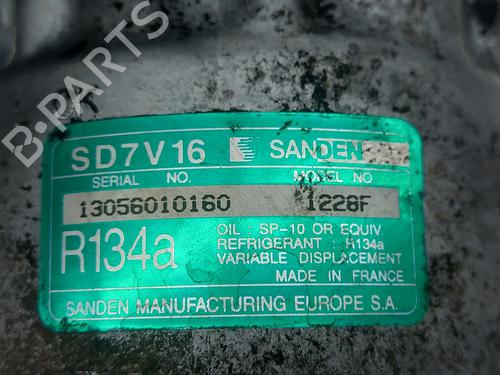 B-PARTS
SD7V16 SANDEN
SERIAL NO. MODEL NO
13056010160 1228F
R134a
OIL : SP-10 OR EQUIV.
REFRIGERANT : R134a
VARIABLE DISPLACEMENT
MADE IN FRANCE
SANDEN MANUFACTURING EUROPE S.A.